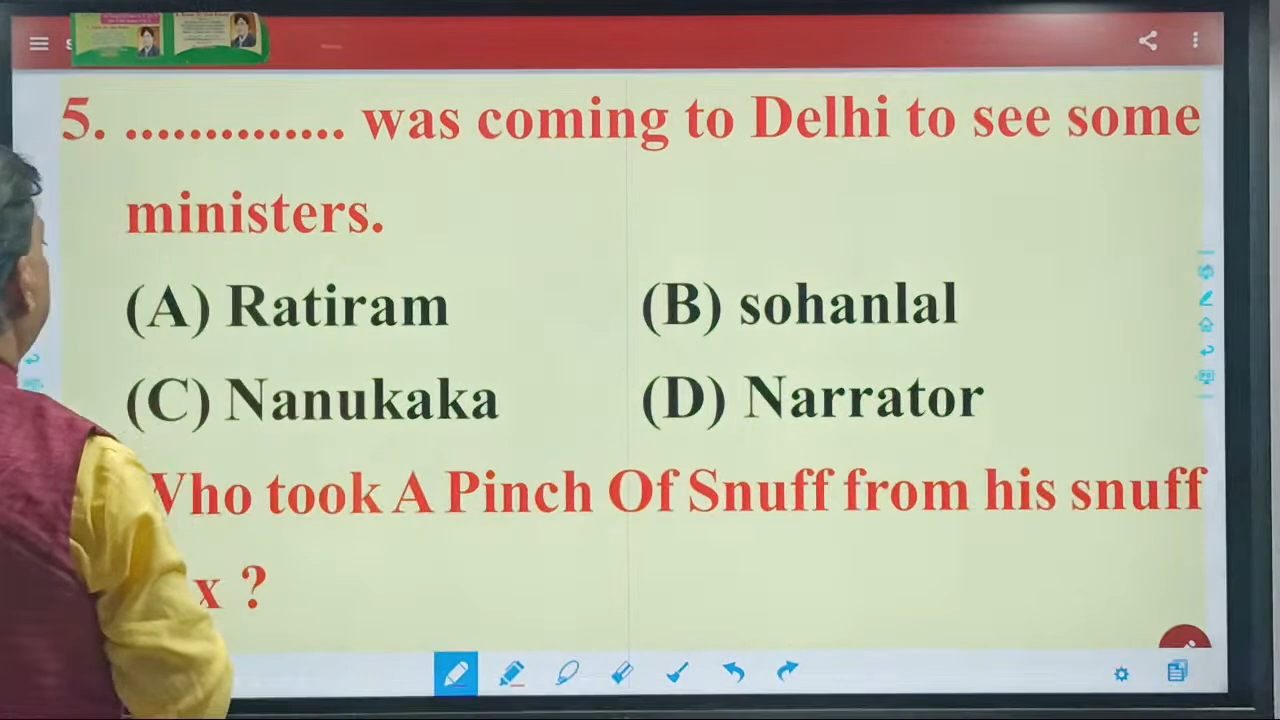 5. .............. was coming to Delhi to see some
ministers.
(A) Ratiram (B) sohanlal
(C) Nanukaka (D) Narrator
Who took A Pinch Of Snuff from his snuff
?